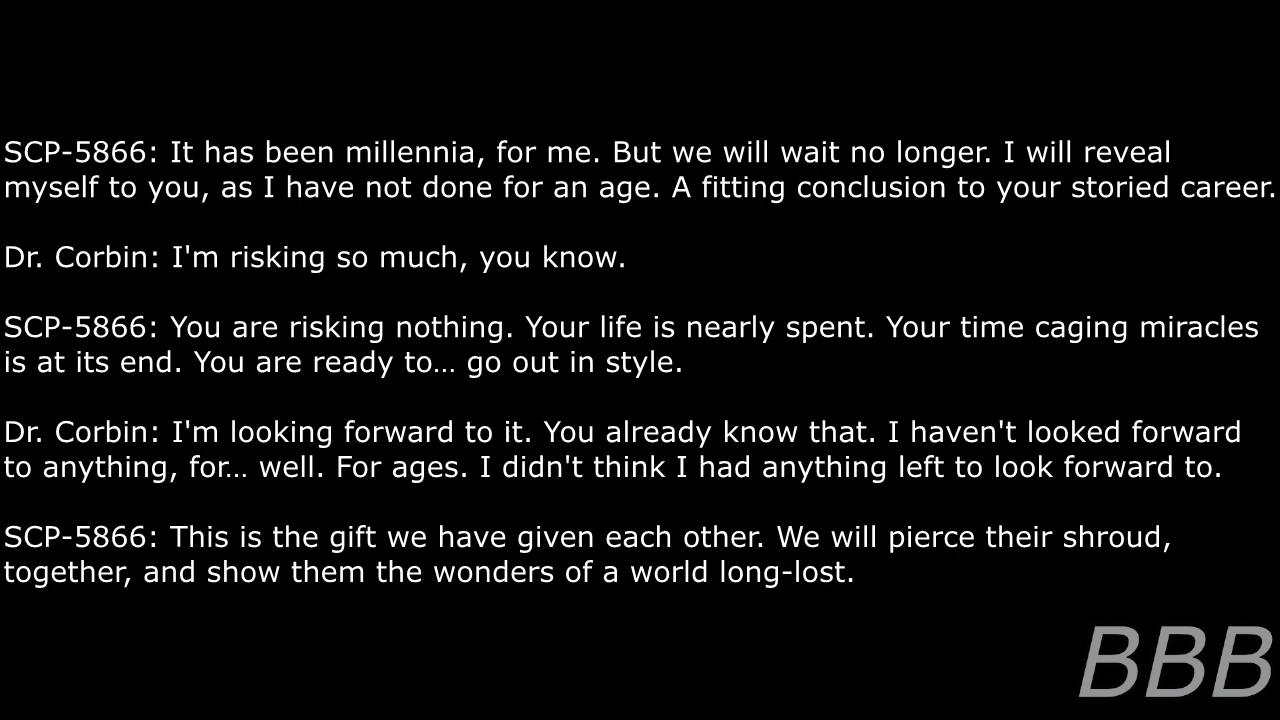 SCP-5866: It has been millennia, for me. But we will wait no longer. I will reveal
myself to you, as I have not done for an age. A fitting conclusion to your storied career.
Dr. Corbin: I'm risking so much, you know.
SCP-5866: You are risking nothing. Your life is nearly spent. Your time caging miracles
is at its end. You are ready to… go out in style.
Dr. Corbin: I'm looking forward to it. You already know that. I haven't looked forward
to anything, for… well. For ages. I didn't think I had anything left to look forward to.
SCP-5866: This is the gift we have given each other. We will pierce their shroud,
together, and show them the wonders of a world long-lost.
BBB